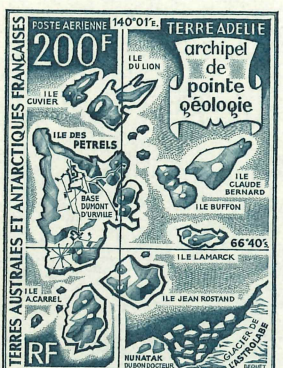 TERRES AUSTRALES ET ANTARCTIQUES FRANÇAISES
POSTE AERIENNE
200F
140°01'E.
TERRE ADELIE
archipel
de
pointe
géologie
ILE
DU LION
ILE
CUVIER
ILE DES
PETRELS
BASE
DUMONT
D'URVILLE
ILE
CLAUDE
BERNARD
ILE BUFFON
66°40's.
ILE LAMARCK
ILE
A.CARREL
ILE JEAN ROSTAND
GLACIER DE
L'ASTROLABE
NUNATAK
DU BON DOCTEUR
RF
BEQUET